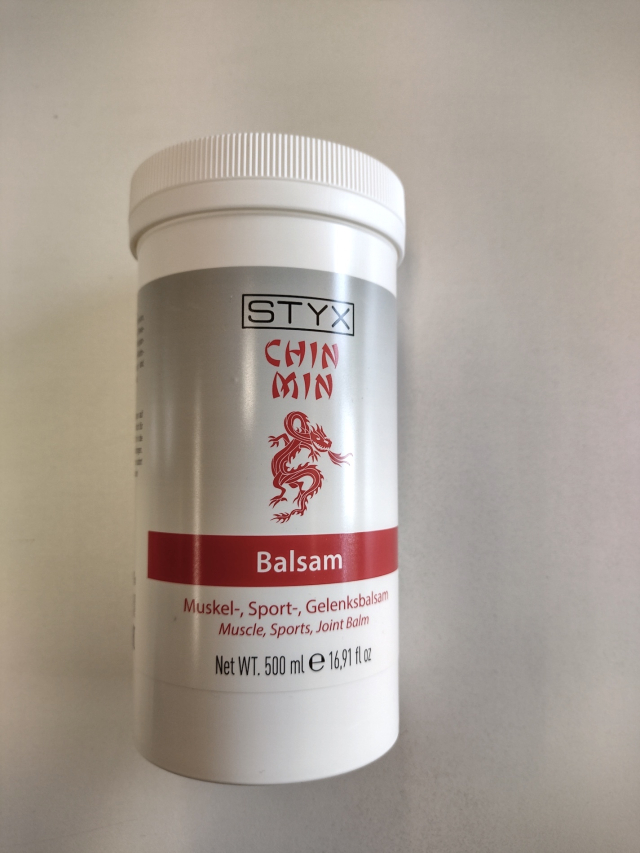 STYX
CHIN
MIN
Balsam
Muskel-, Sport-, Gelenksbalsam
Muscle, Sports, Joint Balm
Net WT. 500 ml e 16,91 fl oz